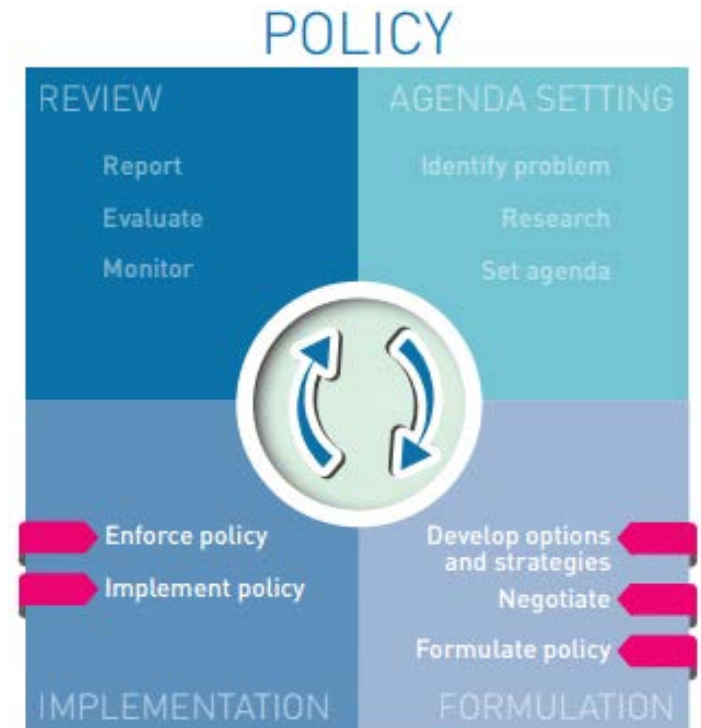 POLICY
REVIEW
Report
Evaluate
Monitor
AGENDA SETTING
Identify problem
Research
Set agenda
Enforce policy
Implement policy
IMPLEMENTATION
Develop options
and strategies
Negotiate
Formulate policy
FORMULATION